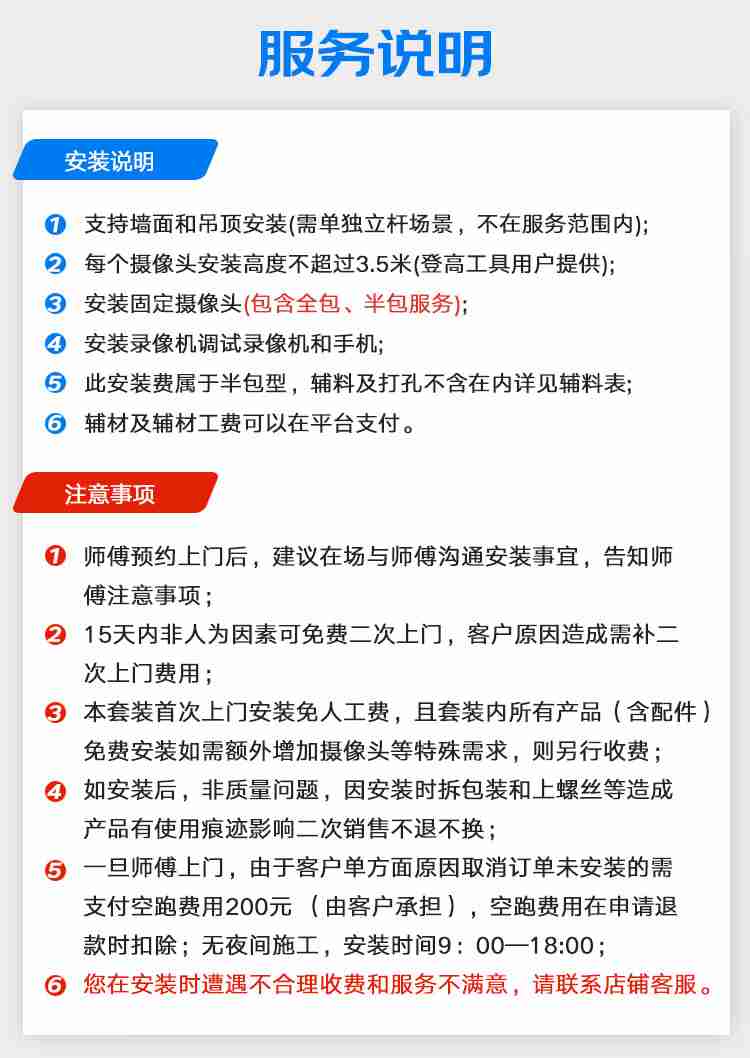 服务说明
安装说明
1 支持墙面和吊顶安装(需单独立杆场景，不在服务范围内);
2 每个摄像头安装高度不超过3.5米(登高工具用户提供);
3 安装固定摄像头(包含全包、半包服务);
4 安装录像机调试录像机和手机;
5 此安装费属于半包型，辅料及打孔不含在内详见辅料表;
6 辅材及辅材工费可以在平台支付。
注意事项
1 师傅预约上门后，建议在场与师傅沟通安装事宜，告知师
傅注意事项；
2 15天内非人为因素可免费二次上门，客户原因造成需补二
次上门费用；
3 本套装首次上门安装免人工费，且套装内所有产品（含配件）
免费安装如需额外增加摄像头等特殊需求，则另行收费；
4 如安装后，非质量问题，因安装时拆包装和上螺丝等造成
产品有使用痕迹影响二次销售不退不换；
5 一旦师傅上门，由于客户单方面原因取消订单未安装的需
支付空跑费用200元（由客户承担），空跑费用在申请退
款时扣除；无夜间施工，安装时间9：00—18:00；
6 您在安装时遭遇不合理收费和服务不满意，请联系店铺客服。